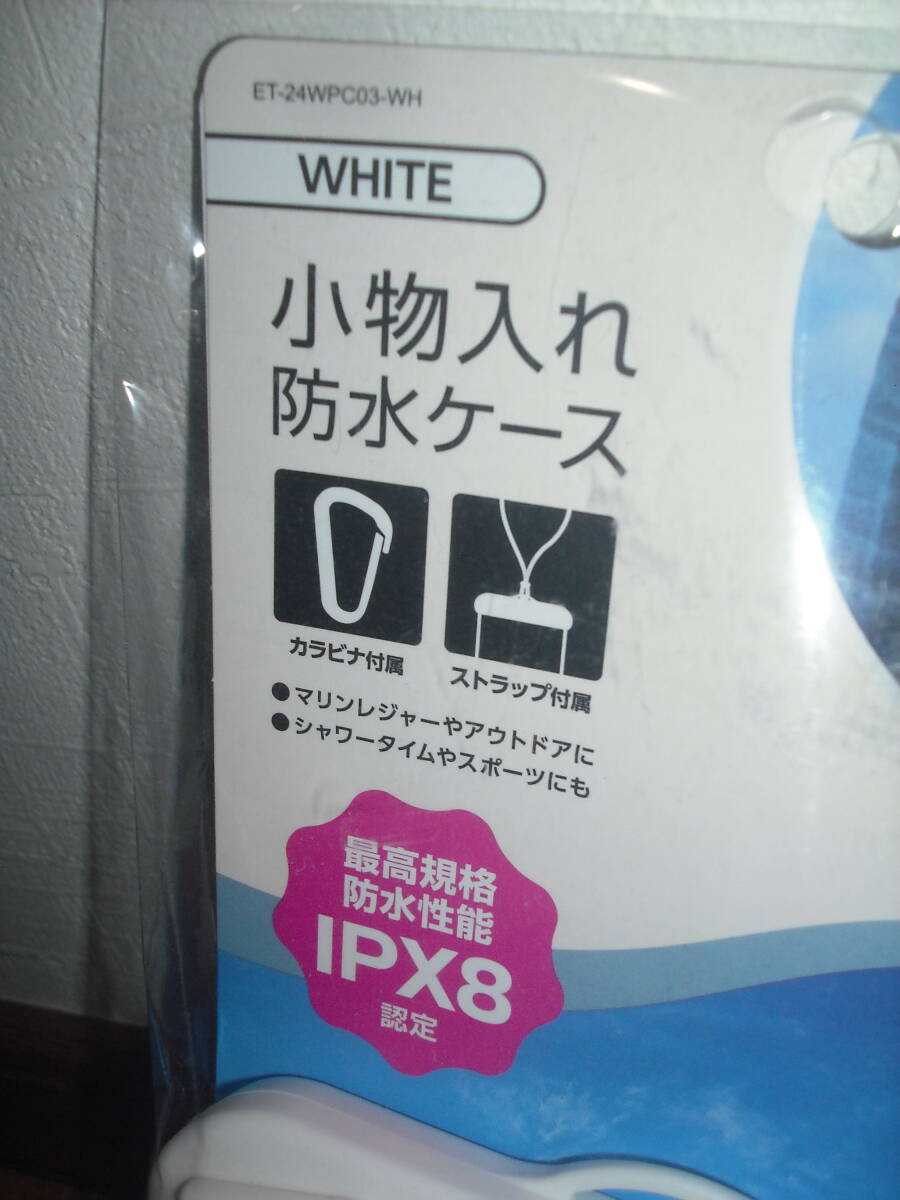 ET-24WPC03-WH
WHITE
小物入れ
防水ケース
カラビナ付属
ストラップ付属
●マリンレジャーやアウトドアに
●シャワータイムやスポーツにも
最高規格
防水性能
IPX8
認定